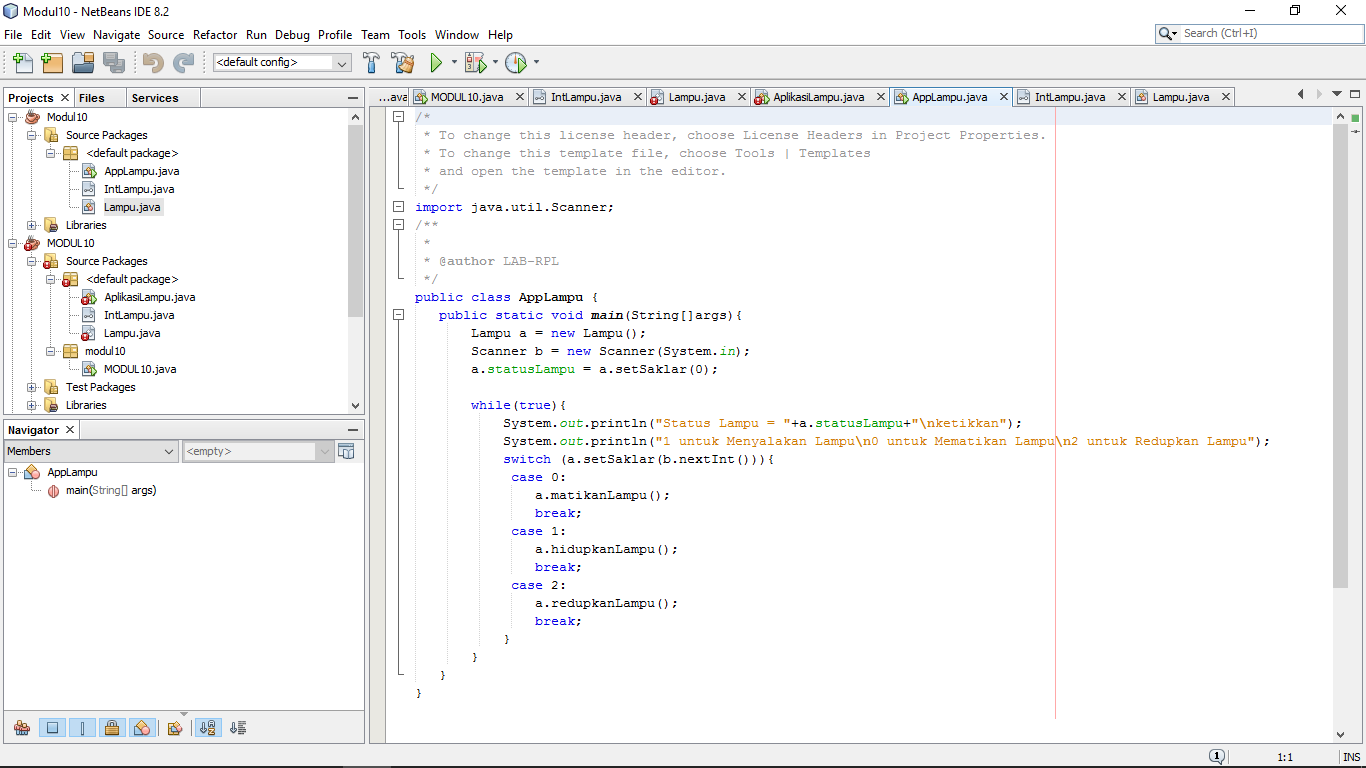 Modul10 - NetBeans IDE 8.2
File Edit View Navigate Source Refactor Run Debug Profile Team Tools Window Help
Search (Ctrl+I)
<default config>
Projects Files Services
Modul10
Source Packages
<default package>
AppLampu.java
IntLampu.java
Lampu.java
Libraries
MODUL10
Source Packages
<default package>
AplikasiLampu.java
IntLampu.java
Lampu.java
modul10
MODUL10.java
Test Packages
Libraries
Navigator
Members <empty>
AppLampu
main(String[] args)
...ava MODUL10.java IntLampu.java Lampu.java AplikasiLampu.java AppLampu.java IntLampu.java Lampu.java
/*
* To change this license header, choose License Headers in Project Properties.
* To change this template file, choose Tools | Templates
* and open the template in the editor.
*/
import java.util.Scanner;
/**
*
* @author LAB-RPL
*/
public class AppLampu {
public static void main(String[]args){
Lampu a = new Lampu();
Scanner b = new Scanner(System.in);
a.statusLampu = a.setSaklar(0);
while(true){
System.out.println("Status Lampu = "+a.statusLampu+"\nketikkan");
System.out.println("1 untuk Menyalakan Lampu\n0 untuk Mematikan Lampu\n2 untuk Redupkan Lampu");
switch (a.setSaklar(b.nextInt())){
case 0:
a.matikanLampu();
break;
case 1:
a.hidupkanLampu();
break;
case 2:
a.redupkanLampu();
break;
}
}
}
}
1 1:1 INS